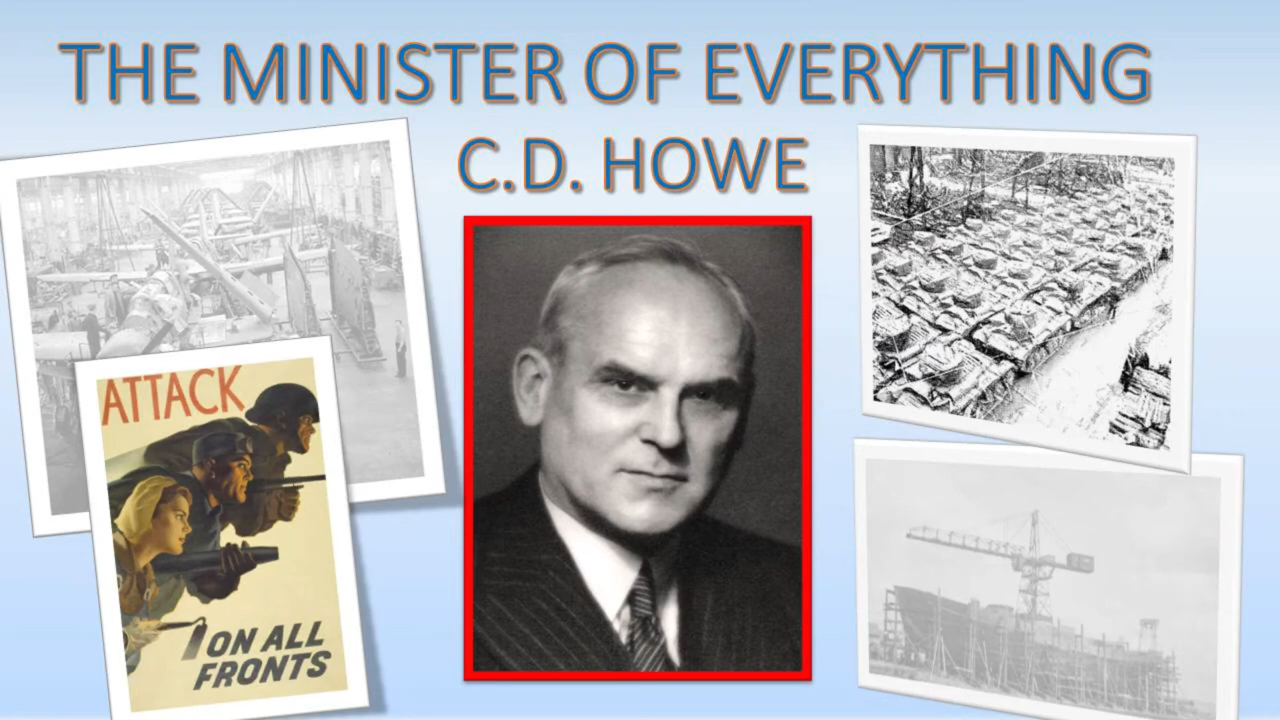 THE MINISTER OF EVERYTHING
C.D. HOWE
ATTACK
ON ALL
FRONTS